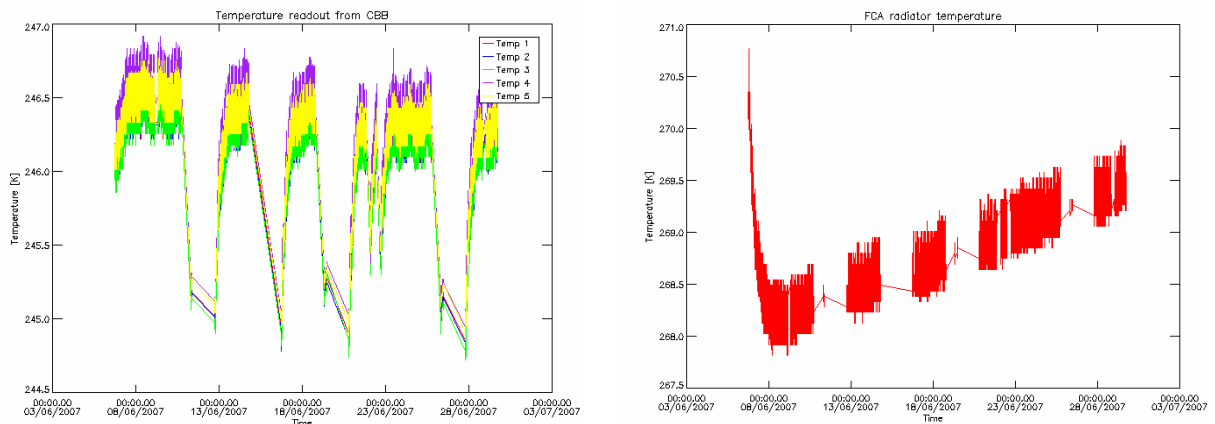 Temperature readout from CBB
247.0
246.5
246.0
245.5
245.0
244.5
Temperature [K]
Temp 1
Temp 2
Temp 3
Temp 4
Temp 5
00:00.00 00:00.00 00:00.00 00:00.00 00:00.00 00:00.00 00:00.00
03/06/2007 08/06/2007 13/06/2007 18/06/2007 23/06/2007 28/06/2007 03/07/2007
Time
FCA radiator temperature
271.0
270.5
270.0
269.5
269.0
268.5
268.0
267.5
Temperature [K]
00:00.00 00:00.00 00:00.00 00:00.00 00:00.00 00:00.00 00:00.00
03/06/2007 08/06/2007 13/06/2007 18/06/2007 23/06/2007 28/06/2007 03/07/2007
Time